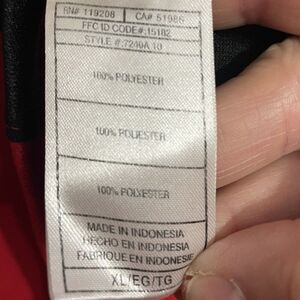 RN# 119208 CA# 51986
FFC ID CODE#:15182
STYLE #:7240A 10
100% POLYESTER
100% POLYESTER
100% POLYESTER
MADE IN INDONESIA
HECHO EN INDONESIA
FABRIQUE EN INDONESIE
XL/EG/TG